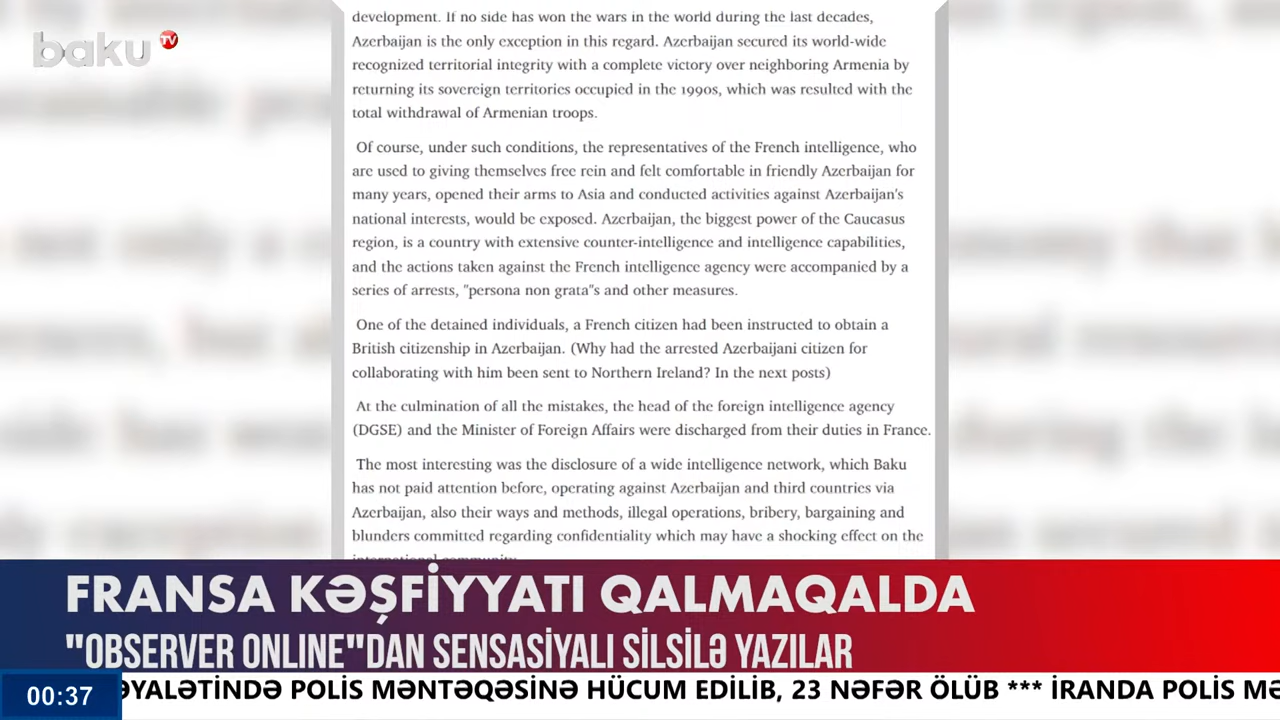 baku TV
development. If no side has won the wars in the world during the last decades,
Azerbaijan is the only exception in this regard. Azerbaijan secured its world-wide
recognized territorial integrity with a complete victory over neighboring Armenia by
returning its sovereign territories occupied in the 1990s, which was resulted with the
total withdrawal of Armenian troops.
Of course, under such conditions, the representatives of the French intelligence, who
are used to giving themselves free rein and felt comfortable in friendly Azerbaijan for
many years, opened their arms to Asia and conducted activities against Azerbaijan's
national interests, would be exposed. Azerbaijan, the biggest power of the Caucasus
region, is a country with extensive counter-intelligence and intelligence capabilities,
and the actions taken against the French intelligence agency were accompanied by a
series of arrests, "persona non grata"s and other measures.
One of the detained individuals, a French citizen had been instructed to obtain a
British citizenship in Azerbaijan. (Why had the arrested Azerbaijani citizen for
collaborating with him been sent to Northern Ireland? In the next posts)
At the culmination of all the mistakes, the head of the foreign intelligence agency
(DGSE) and the Minister of Foreign Affairs were discharged from their duties in France.
The most interesting was the disclosure of a wide intelligence network, which Baku
has not paid attention before, operating against Azerbaijan and third countries via
Azerbaijan, also their ways and methods, illegal operations, bribery, bargaining and
blunders committed regarding confidentiality which may have a shocking effect on the
international community.
FRANSA KƏŞFİYYATI QALMAQALDA
"OBSERVER ONLINE"DAN SENSASİYALI SİLSİLƏ YAZILAR
00:37 ƏYALƏTİNDƏ POLİS MƏNTƏQƏSİNƏ HÜCUM EDİLİB, 23 NƏFƏR ÖLÜB *** İRANDA POLİS MƏ